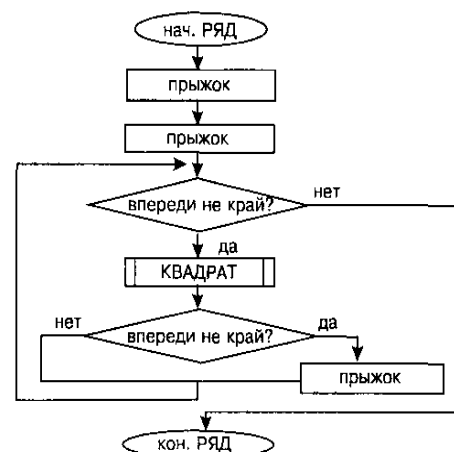 нач. РЯД
прыжок
прыжок
впереди не край?
нет
да
КВАДРАТ
нет
впереди не край?
да
прыжок
кон. РЯД